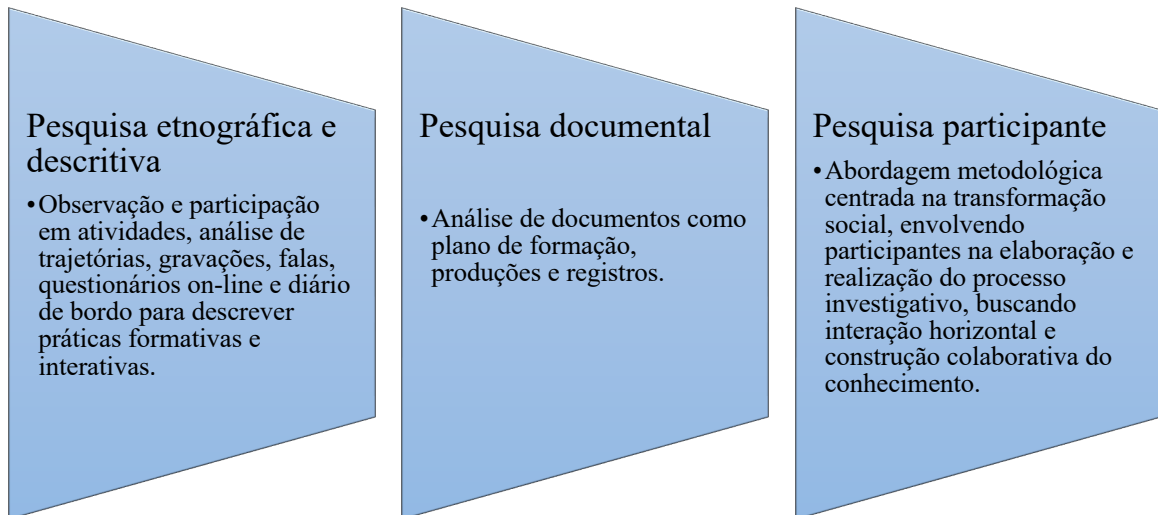 Pesquisa etnográfica e
descritiva
•Observação e participação
em atividades, análise de
trajetórias, gravações, falas,
questionários on-line e diário
de bordo para descrever
práticas formativas e
interativas.
Pesquisa documental
•Análise de documentos como
plano de formação,
produções e registros.
Pesquisa participante
•Abordagem metodológica
centrada na transformação
social, envolvendo
participantes na elaboração e
realização do processo
investigativo, buscando
interação horizontal e
construção colaborativa do
conhecimento.